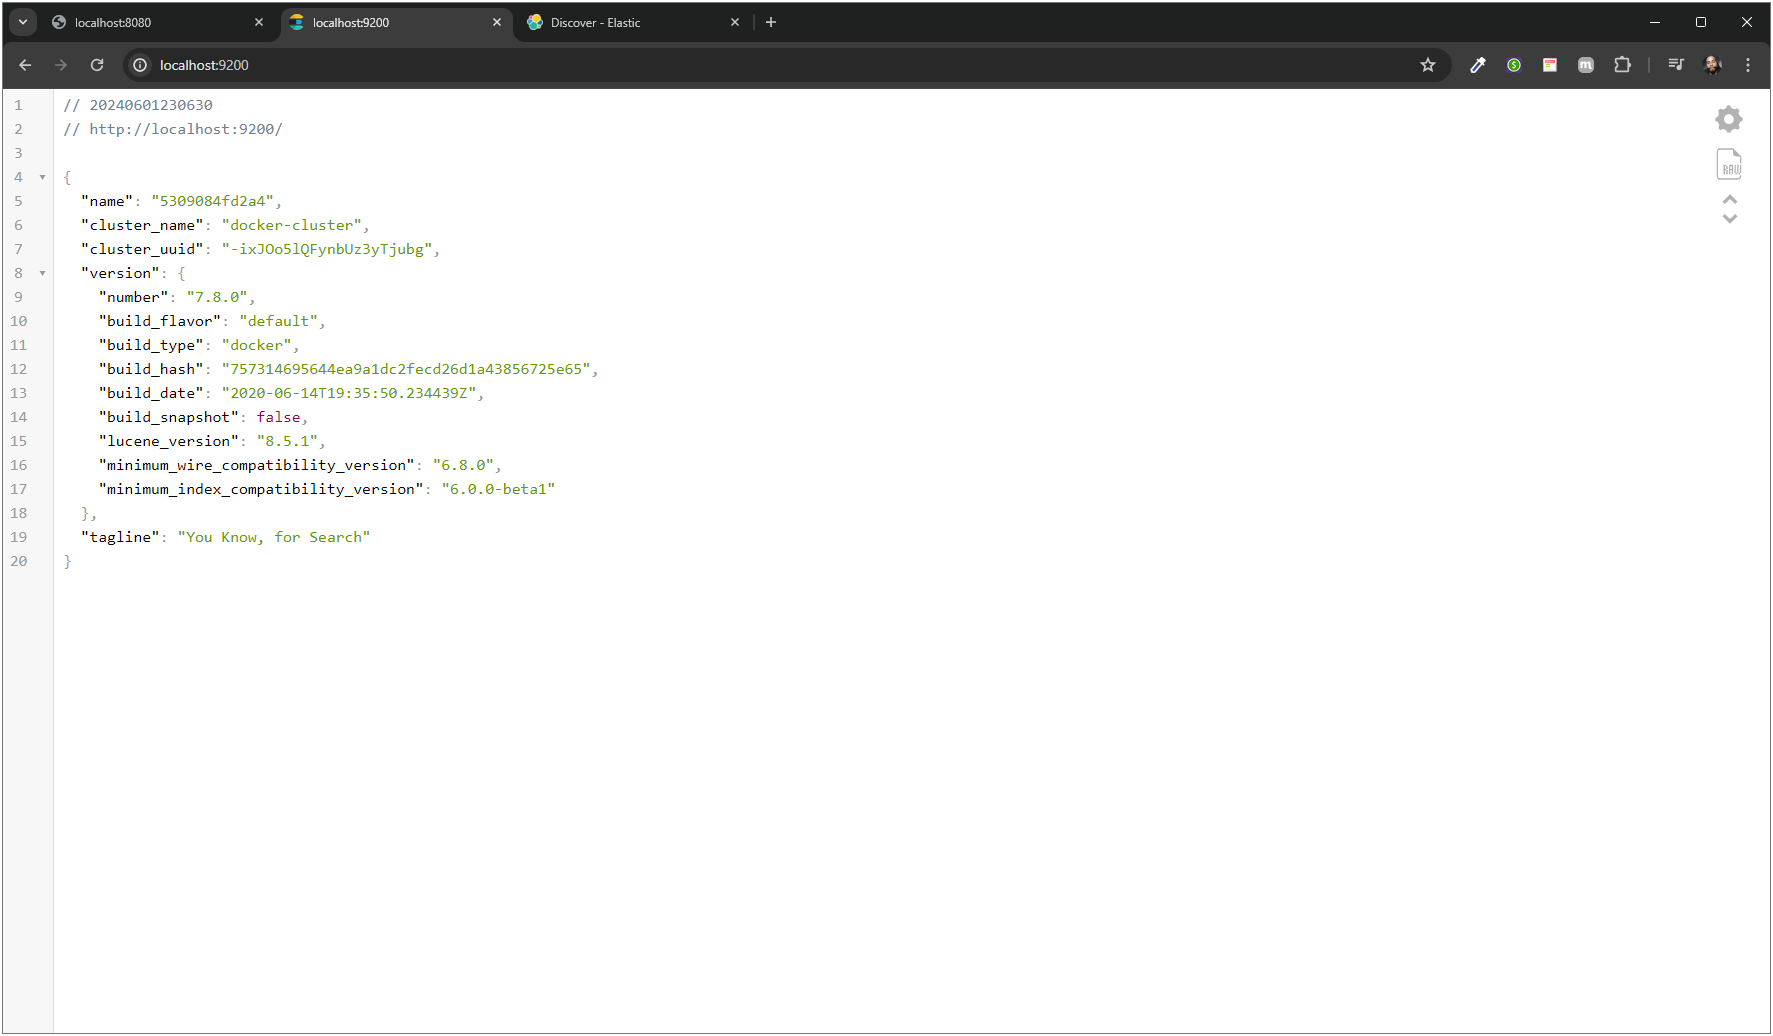 localhost:8080
localhost:9200
Discover - Elastic
localhost:9200
1 // 20240601230630
2 // http://localhost:9200/
3
4 {
5 "name": "5309084fd2a4",
6 "cluster_name": "docker-cluster",
7 "cluster_uuid": "-ixJOo5lQFynbUz3yTjubg",
8 "version": {
9 "number": "7.8.0",
10 "build_flavor": "default",
11 "build_type": "docker",
12 "build_hash": "757314695644ea9a1dc2fecd26d1a43856725e65",
13 "build_date": "2020-06-14T19:35:50.234439Z",
14 "build_snapshot": false,
15 "lucene_version": "8.5.1",
16 "minimum_wire_compatibility_version": "6.8.0",
17 "minimum_index_compatibility_version": "6.0.0-beta1"
18 },
19 "tagline": "You Know, for Search"
20 }
RAW